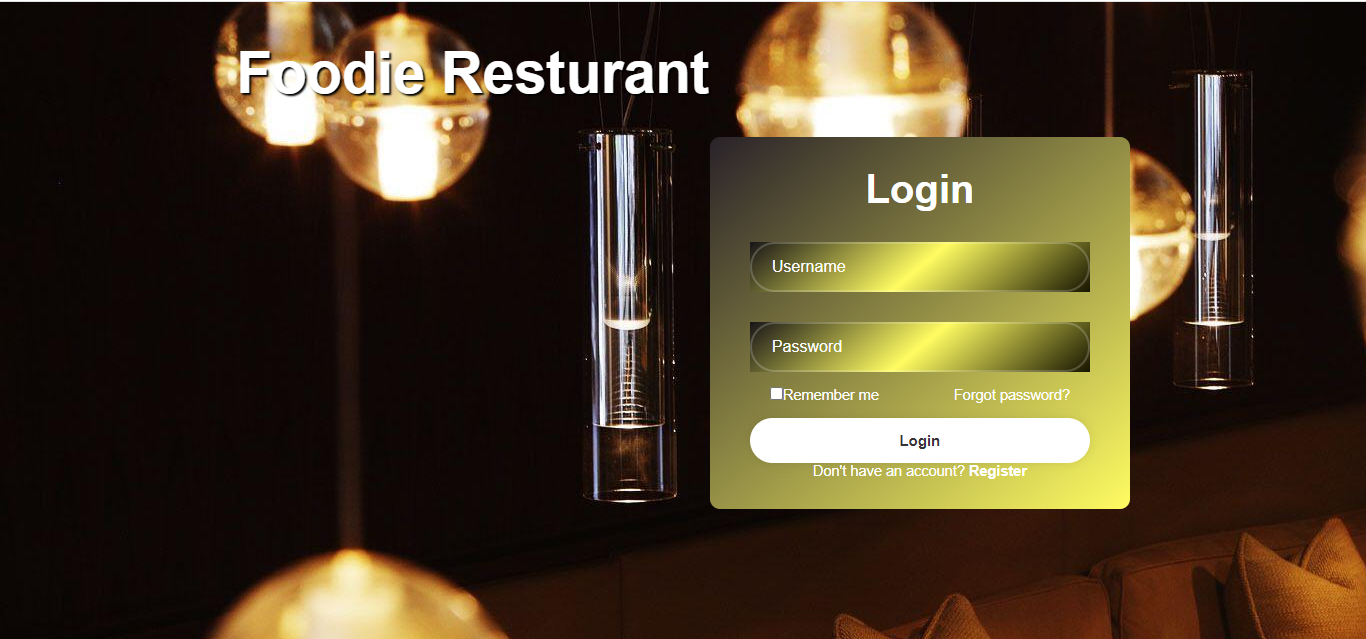 Foodie Resturant
Login
Username
Password
Remember me
Forgot password?
Login
Don't have an account? Register